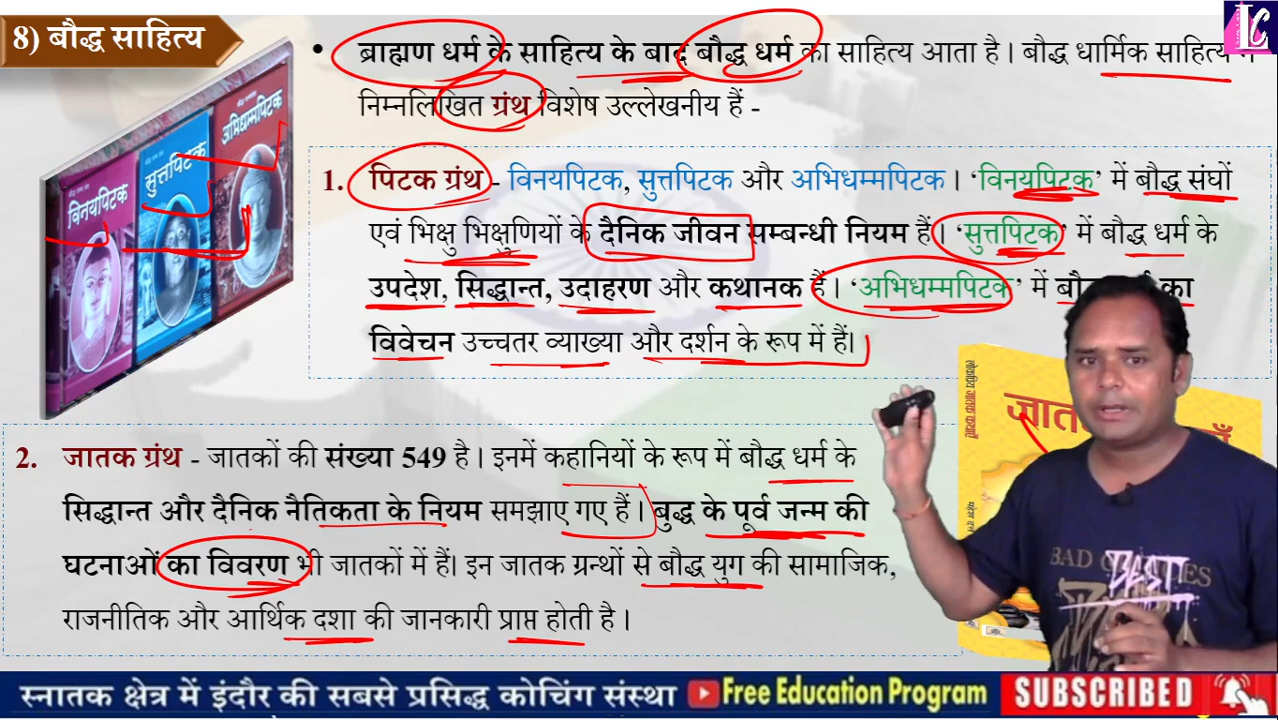 8) बौद्ध साहित्य
LC
• ब्राह्मण धर्म के साहित्य के बाद बौद्ध धर्म का साहित्य आता है। बौद्ध धार्मिक साहित्य में
निम्नलिखित ग्रंथ विशेष उल्लेखनीय हैं -
विनयपिटक
सुत्तपिटक
अभिधम्मपिटक
1. पिटक ग्रंथ - विनयपिटक, सुत्तपिटक और अभिधम्मपिटक। ‘विनयपिटक’ में बौद्ध संघों
एवं भिक्षु भिक्षुणियों के दैनिक जीवन सम्बन्धी नियम हैं। ‘सुत्तपिटक’ में बौद्ध धर्म के
उपदेश, सिद्धान्त, उदाहरण और कथानक हैं। ‘अभिधम्मपिटक’ में का
विवेचन उच्चतर व्याख्या और दर्शन के रूप में हैं।
2. जातक ग्रंथ - जातकों की संख्या 549 है। इनमें कहानियों के रूप में बौद्ध धर्म के
सिद्धान्त और दैनिक नैतिकता के नियम समझाए गए हैं। बुद्ध के पूर्व जन्म की
घटनाओं का विवरण भी जातकों में हैं। इन जातक ग्रन्थों से बौद्ध युग की सामाजिक,
राजनीतिक और आर्थिक दशा की जानकारी प्राप्त होती है।
BAD
BEST
स्नातक क्षेत्र में इंदौर की सबसे प्रसिद्ध कोचिंग संस्था Free Education Program SUBSCRIBED